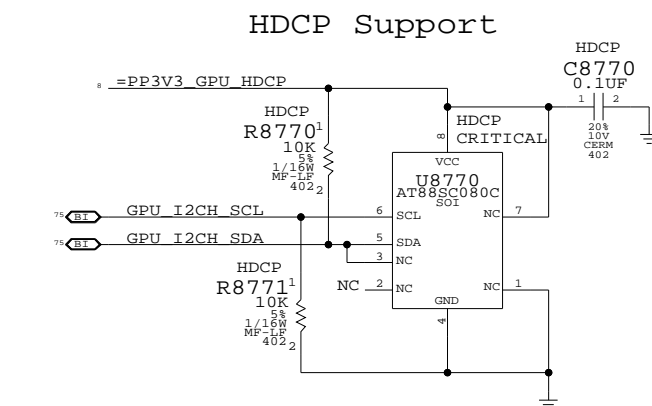 HDCP Support
HDCP
C8770
0.1UF
1 2
20%
10V
CERM
402
8 =PP3V3_GPU_HDCP
HDCP
R8770 1
10K
5%
1/16W
MF-LF
402 2
HDCP
CRITICAL
8
VCC
U8770
AT88SC080C
SOI
75 BI GPU_I2CH_SCL 6 SCL NC 7
75 BI GPU_I2CH_SDA 5 SDA
3 NC
NC 2 NC NC 1
GND
4
HDCP
R8771 1
10K
5%
1/16W
MF-LF
402 2